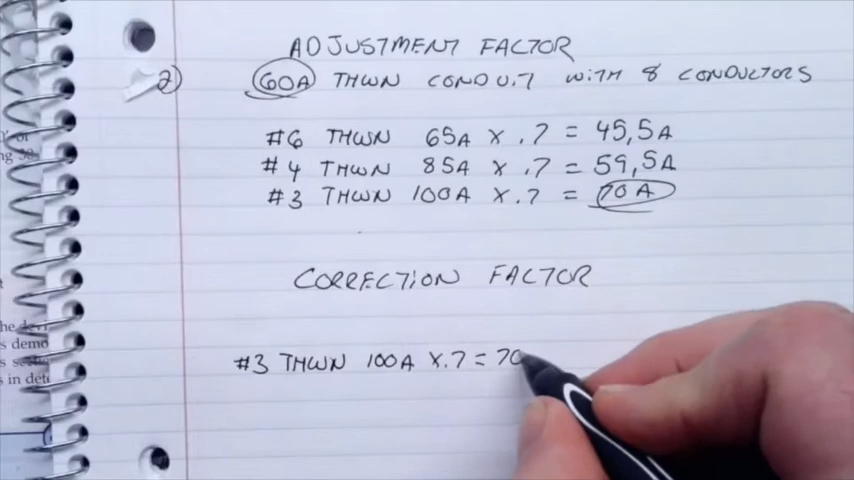 ADJUSTMENT FACTOR
2) 60A THWN CONDUIT WITH 8 CONDUCTORS
#6 THWN 65A X .7 = 45,5A
#4 THWN 85A X .7 = 59,5A
#3 THWN 100A X .7 = 70 A
CORRECTION FACTOR
#3 THWN 100A X .7 = 70